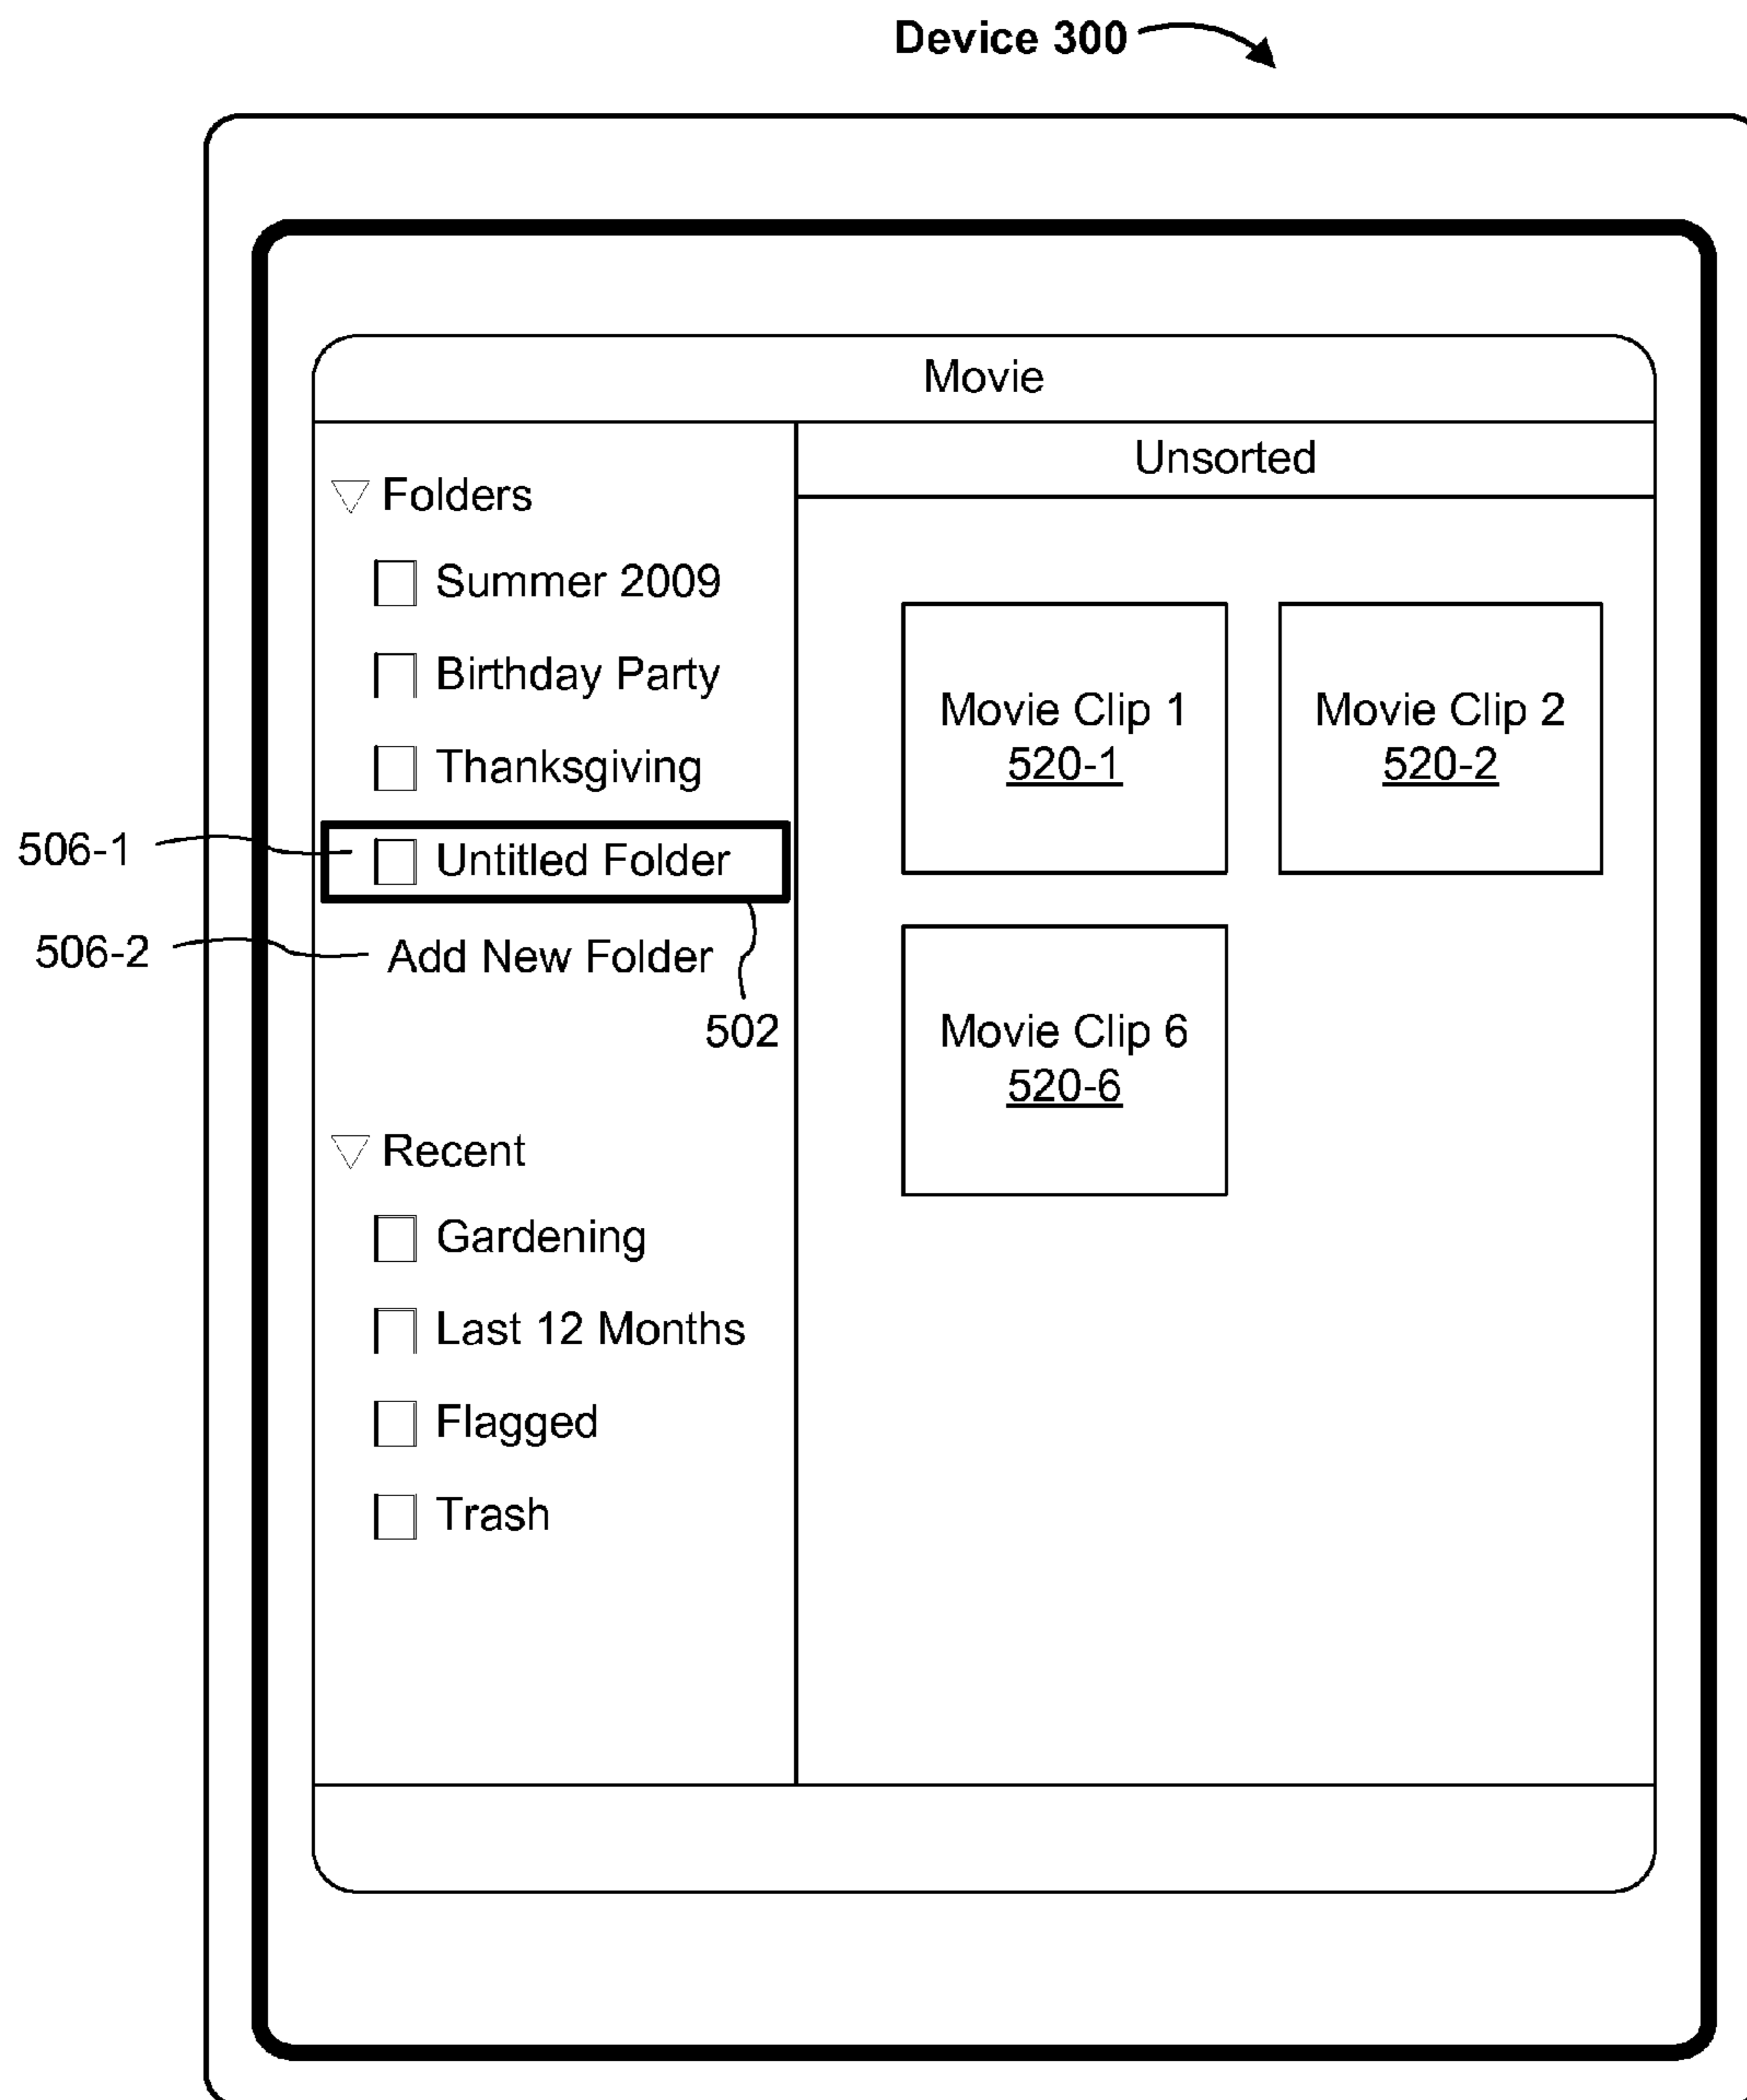 Device 300
Movie
Folders
Summer 2009
Birthday Party
Thanksgiving
506-1
Untitled Folder
506-2
Add New Folder
502
Recent
Gardening
Last 12 Months
Flagged
Trash
Unsorted
Movie Clip 1
520-1
Movie Clip 2
520-2
Movie Clip 6
520-6